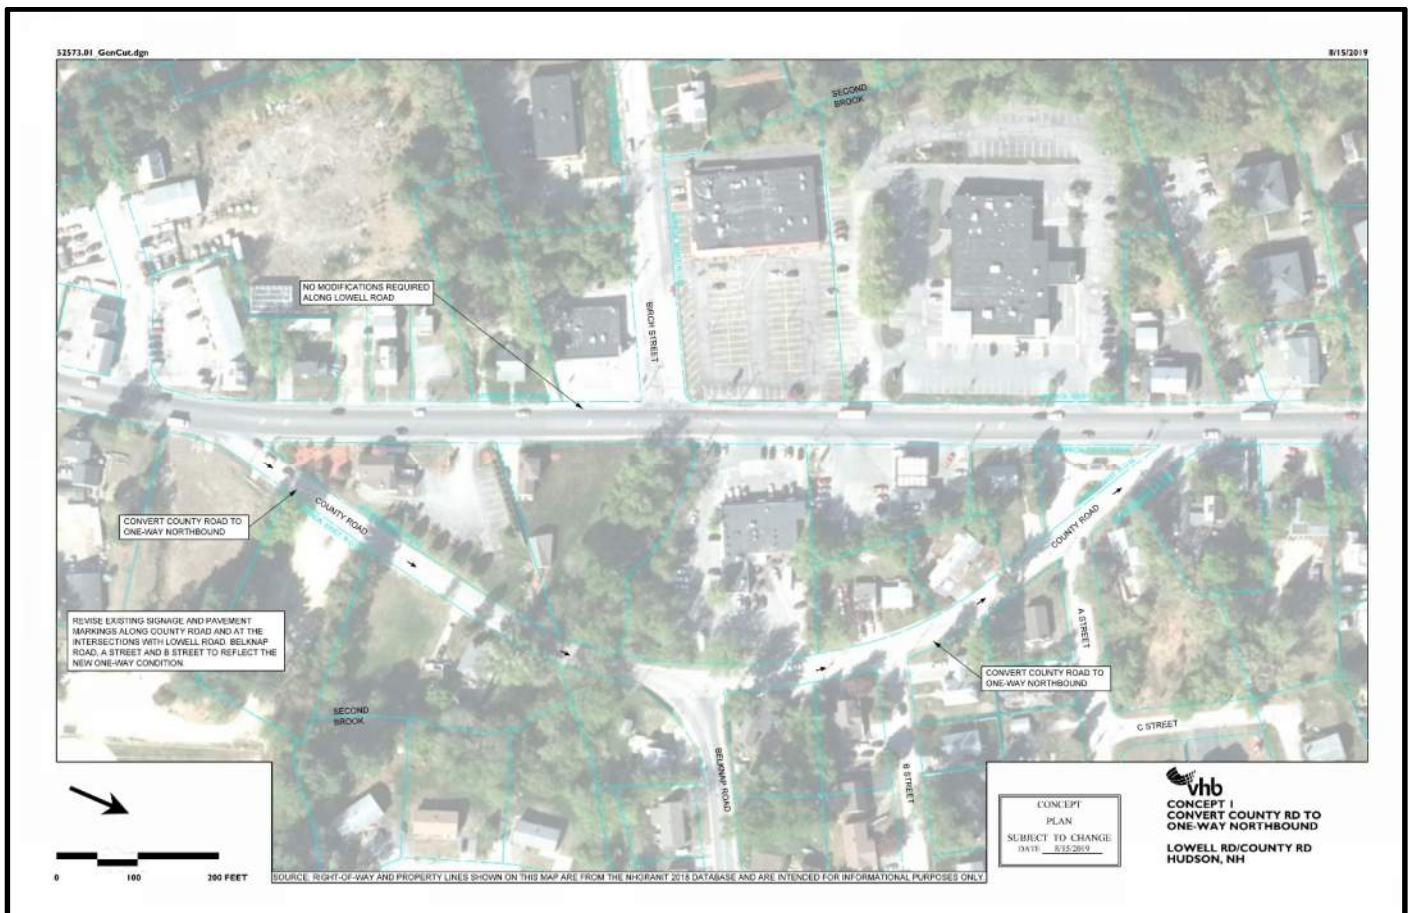 52573.01_GenCut.dgn
8/15/2019
SECOND
BROOK
NO MODIFICATIONS REQUIRED
ALONG LOWELL ROAD
BIRCH STREET
CONVERT COUNTY ROAD TO
ONE-WAY NORTHBOUND
COUNTY ROAD
COUNTY ROAD
REVISE EXISTING SIGNAGE AND PAVEMENT
MARKINGS ALONG COUNTY ROAD AND AT THE
INTERSECTIONS WITH LOWELL ROAD, BELKNAP
ROAD, A STREET AND B STREET TO REFLECT THE
NEW ONE-WAY CONDITION.
A STREET
CONVERT COUNTY ROAD TO
ONE-WAY NORTHBOUND
SECOND
BROOK
C STREET
BELKNAP ROAD
B STREET
0 100 200 FEET
SOURCE: RIGHT-OF-WAY AND PROPERTY LINES SHOWN ON THIS MAP ARE FROM THE NHGRANIT 2018 DATABASE AND ARE INTENDED FOR INFORMATIONAL PURPOSES ONLY.
CONCEPT
PLAN
SUBJECT TO CHANGE
DATE 8/15/2019
vhb
CONCEPT 1
CONVERT COUNTY RD TO
ONE-WAY NORTHBOUND
LOWELL RD/COUNTY RD
HUDSON, NH